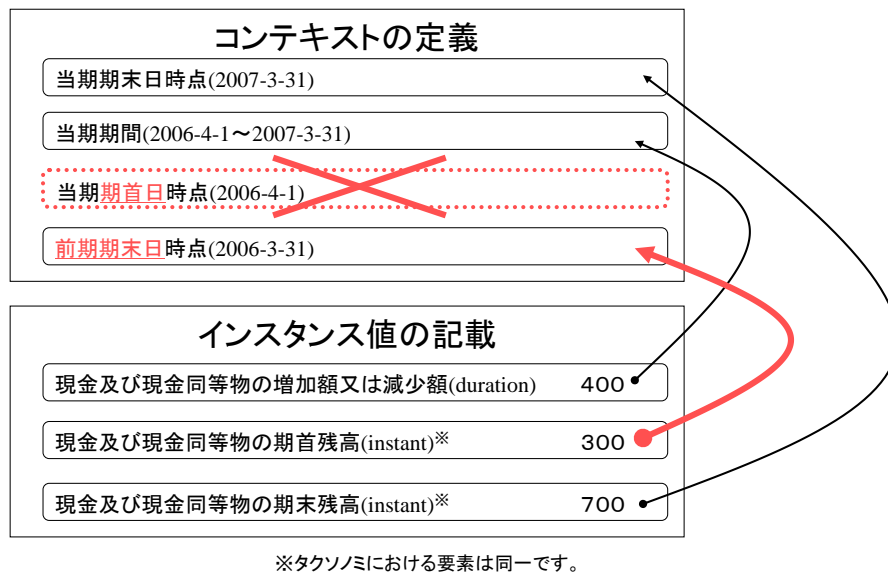 コンテキストの定義
当期期末日時点(2007-3-31)
当期期間(2006-4-1～2007-3-31)
当期期首日時点(2006-4-1)
前期期末日時点(2006-3-31)
インスタンス値の記載
現金及び現金同等物の増加額又は減少額(duration) 400
現金及び現金同等物の期首残高(instant)※ 300
現金及び現金同等物の期末残高(instant)※ 700
※タクソノミにおける要素は同一です。